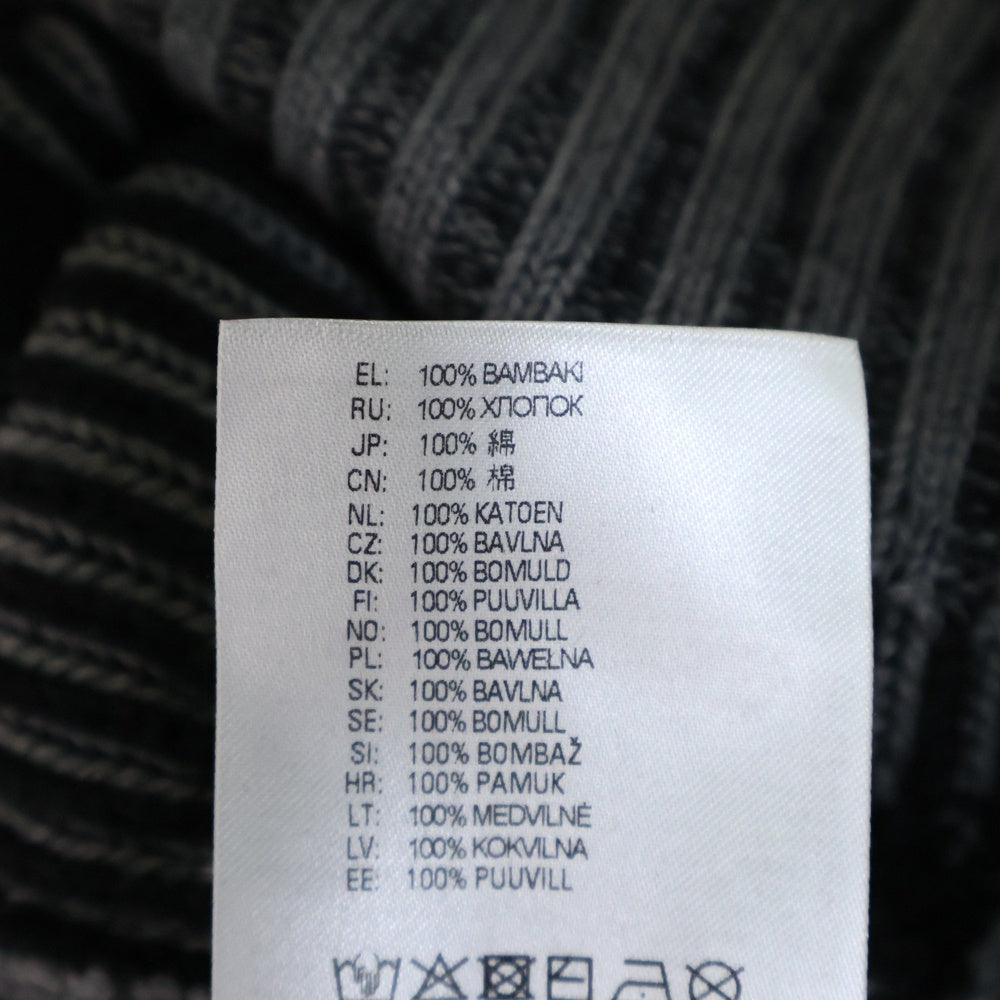 EL: 100% BAMBAKI
RU: 100% ХЛОПОК
JP: 100% 綿
CN: 100% 棉
NL: 100% KATOEN
CZ: 100% BAVLNA
DK: 100% BOMULD
FI: 100% PUUVILLA
NO: 100% BOMULL
PL: 100% BAWEŁNA
SK: 100% BAVLNA
SE: 100% BOMULL
SI: 100% BOMBAŽ
HR: 100% PAMUK
LT: 100% MEDVILNĖ
LV: 100% KOKVILNA
EE: 100% PUUVILL